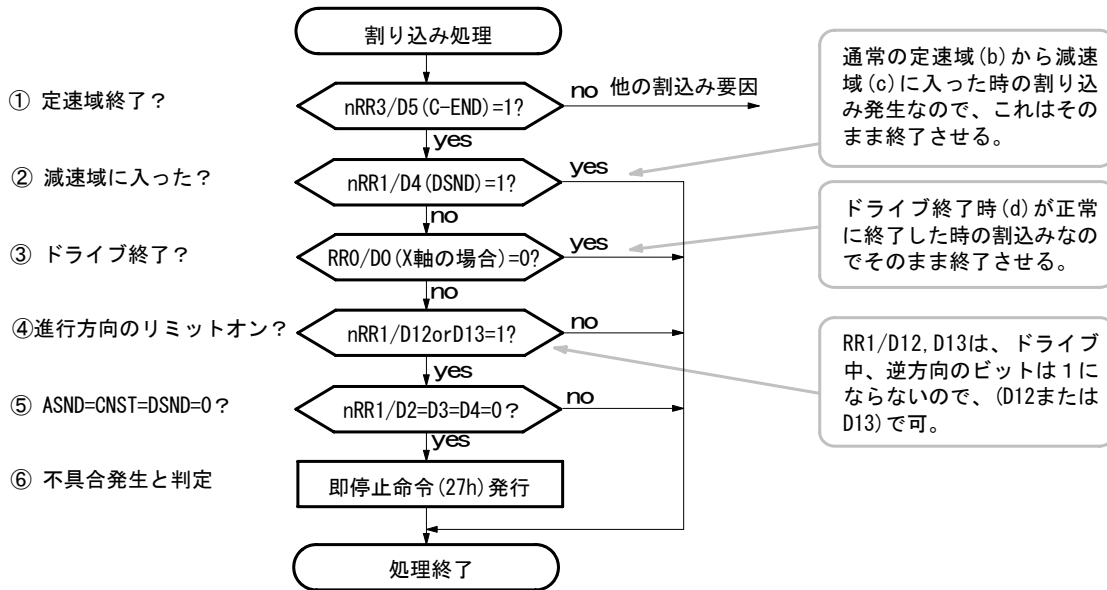 割り込み処理
① 定速域終了？
nRR3/D5(C-END)=1?
no 他の割込み要因
yes
② 減速域に入った？
nRR1/D4(DSND)=1?
yes
no
③ ドライブ終了？
RR0/D0(X軸の場合)=0?
yes
no
④進行方向のリミットオン？
nRR1/D12orD13=1?
no
yes
⑤ ASND=CNST=DSND=0？
nRR1/D2=D3=D4=0？
no
yes
⑥ 不具合発生と判定
即停止命令(27h)発行
処理終了
通常の定速域(b)から減速
域(c)に入った時の割り込
み発生なので、これはその
まま終了させる。
ドライブ終了時(d)が正常
に終了した時の割込みなの
でそのまま終了させる。
RR1/D12,D13は、ドライブ
中、逆方向のビットは１に
ならないので、(D12または
D13)で可。